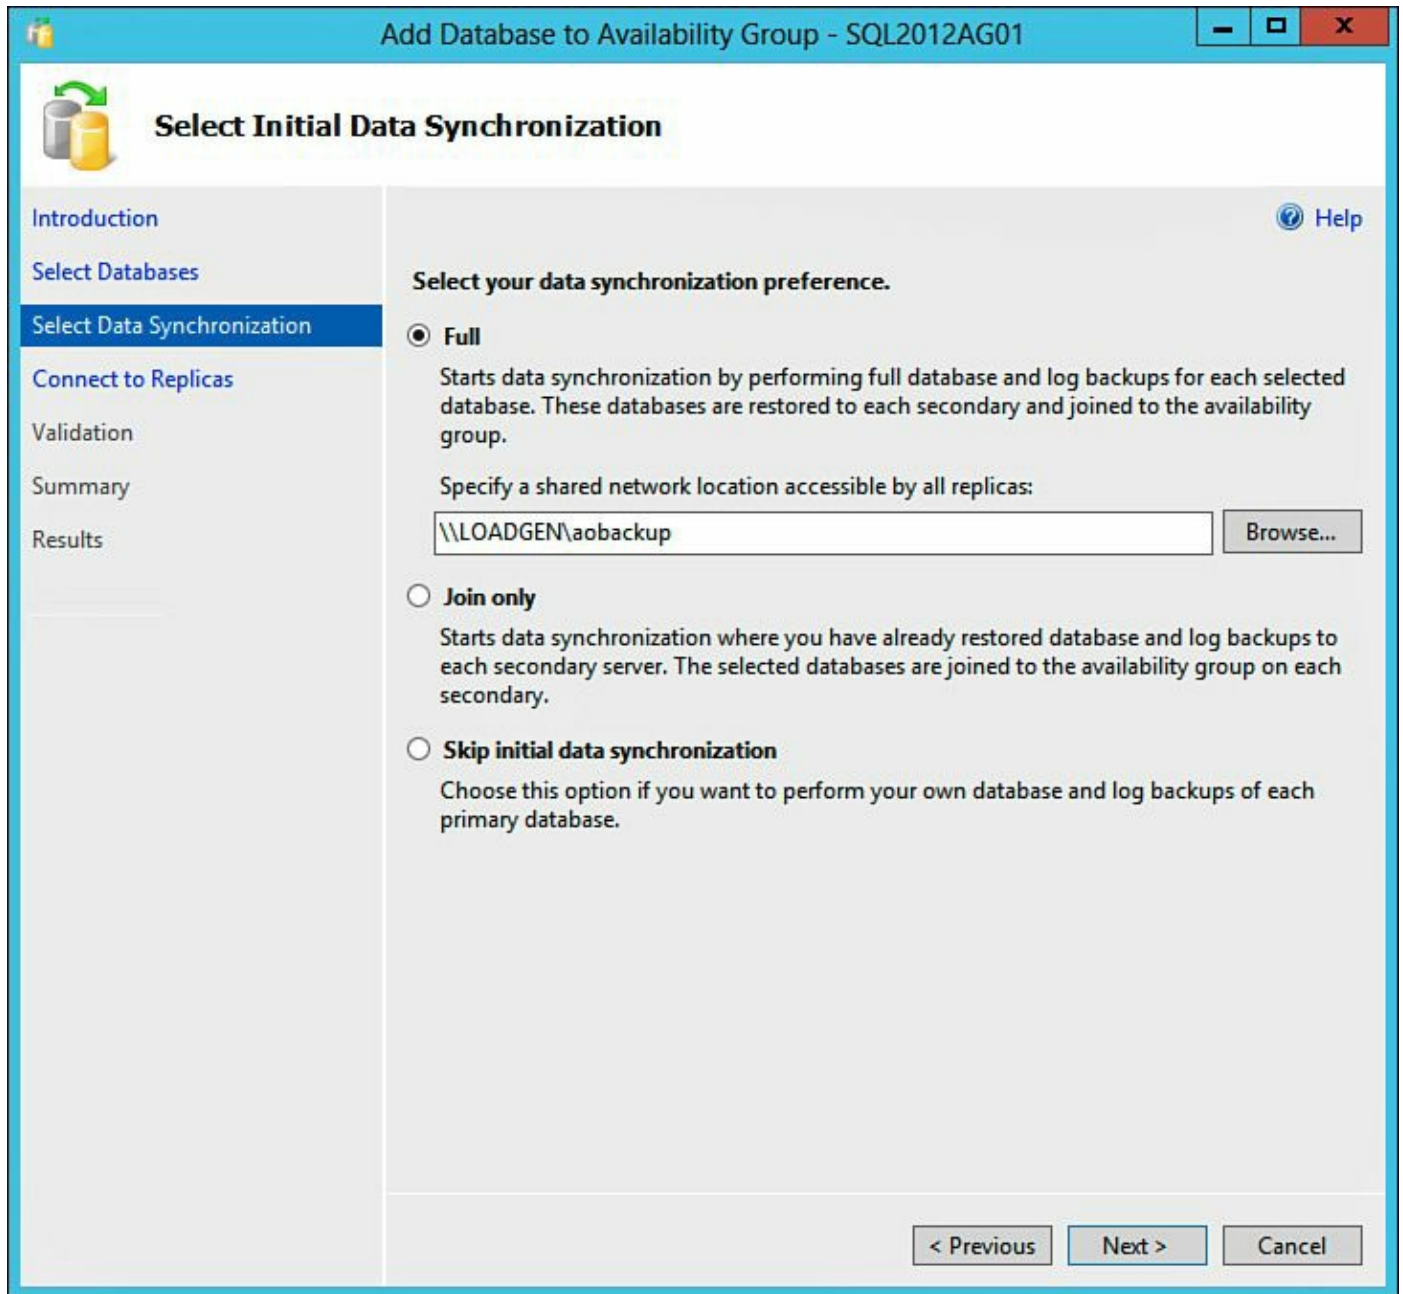 Add Database to Availability Group - SQL2012AG01
x
Select Initial Data Synchronization
Introduction
Select Databases
Select Data Synchronization
Connect to Replicas
Validation
Summary
Results
Help
Select your data synchronization preference.
Full
Starts data synchronization by performing full database and log backups for each selected
database. These databases are restored to each secondary and joined to the availability
group.
Specify a shared network location accessible by all replicas:
\\LOADGEN\aobackup
Browse...
Join only
Starts data synchronization where you have already restored database and log backups to
each secondary server. The selected databases are joined to the availability group on each
secondary.
Skip initial data synchronization
Choose this option if you want to perform your own database and log backups of each
primary database.
< Previous
Next >
Cancel